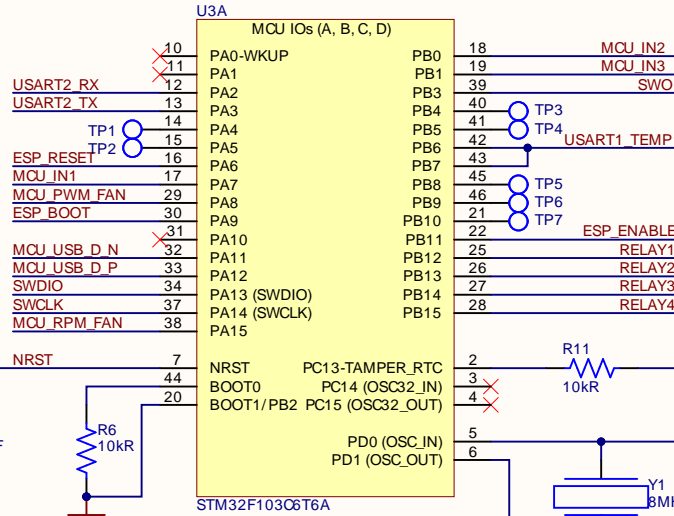 U3A
MCU IOs (A, B, C, D)
10 PA0-WKUP PB0 18 MCU_IN2
11 PA1 PB1 19 MCU_IN3
USART2_RX 12 PA2 PB3 39 SWO
USART2_TX 13 PA3 PB4 40 TP3
TP1 14 PA4 PB5 41 TP4
TP2 15 PA5 PB6 42 USART1_TEMP
ESP_RESET 16 PA6 PB7 43
MCU_IN1 17 PA7 PB8 45 TP5
MCU_PWM_FAN 29 PA8 PB9 46 TP6
ESP_BOOT 30 PA9 PB10 21 TP7
31 PA10 PB11 22 ESP_ENABLE
MCU_USB_D_N 32 PA11 PB12 25 RELAY1
MCU_USB_D_P 33 PA12 PB13 26 RELAY2
SWDIO 34 PA13 (SWDIO) PB14 27 RELAY3
SWCLK 37 PA14 (SWCLK) PB15 28 RELAY4
MCU_RPM_FAN 38 PA15
NRST 7 NRST PC13-TAMPER_RTC 2 R11
44 BOOT0 PC14 (OSC32_IN) 3 10kR
20 BOOT1/PB2 PC15 (OSC32_OUT) 4
R6
10kR
PD0 (OSC_IN) 5
PD1 (OSC_OUT) 6
Y1
STM32F103C6T6A